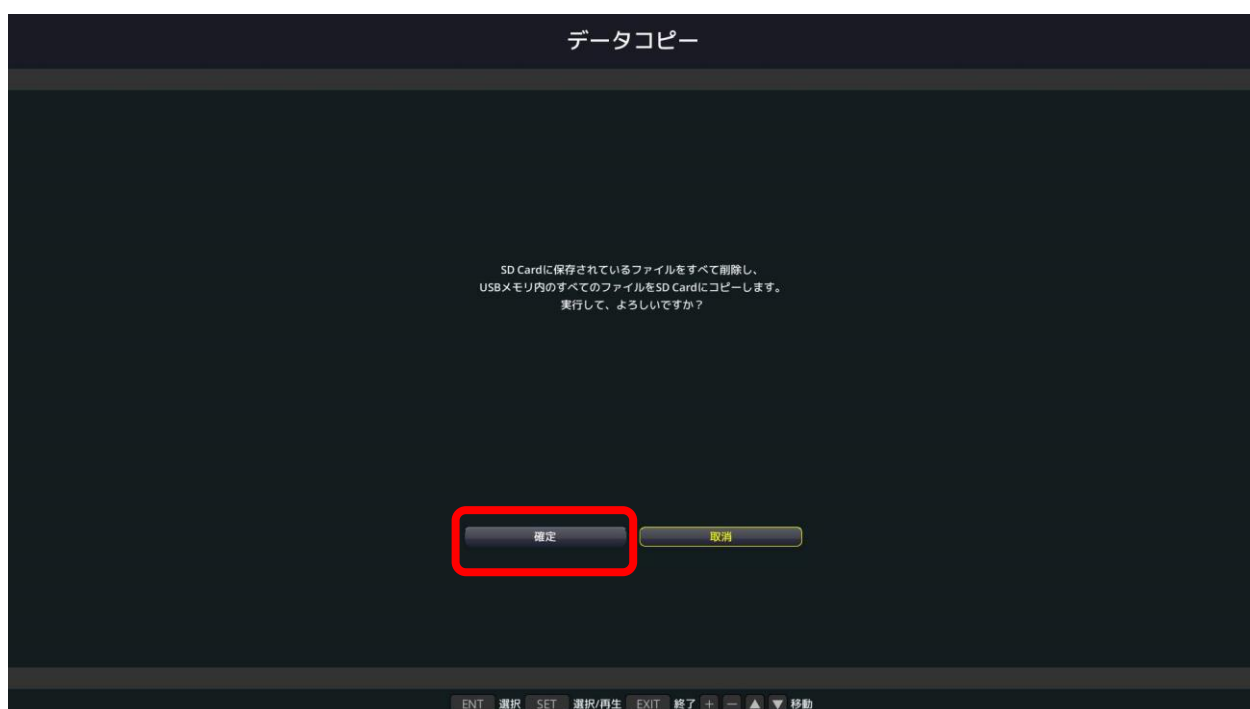 データコピー
SD Cardに保存されているファイルをすべて削除し、
USBメモリ内のすべてのファイルをSD Cardにコピーします。
実行して、よろしいですか？
確定 取消
ENT 選択 SET 選択/再生 EXIT 終了 + − ▲ ▼ 移動